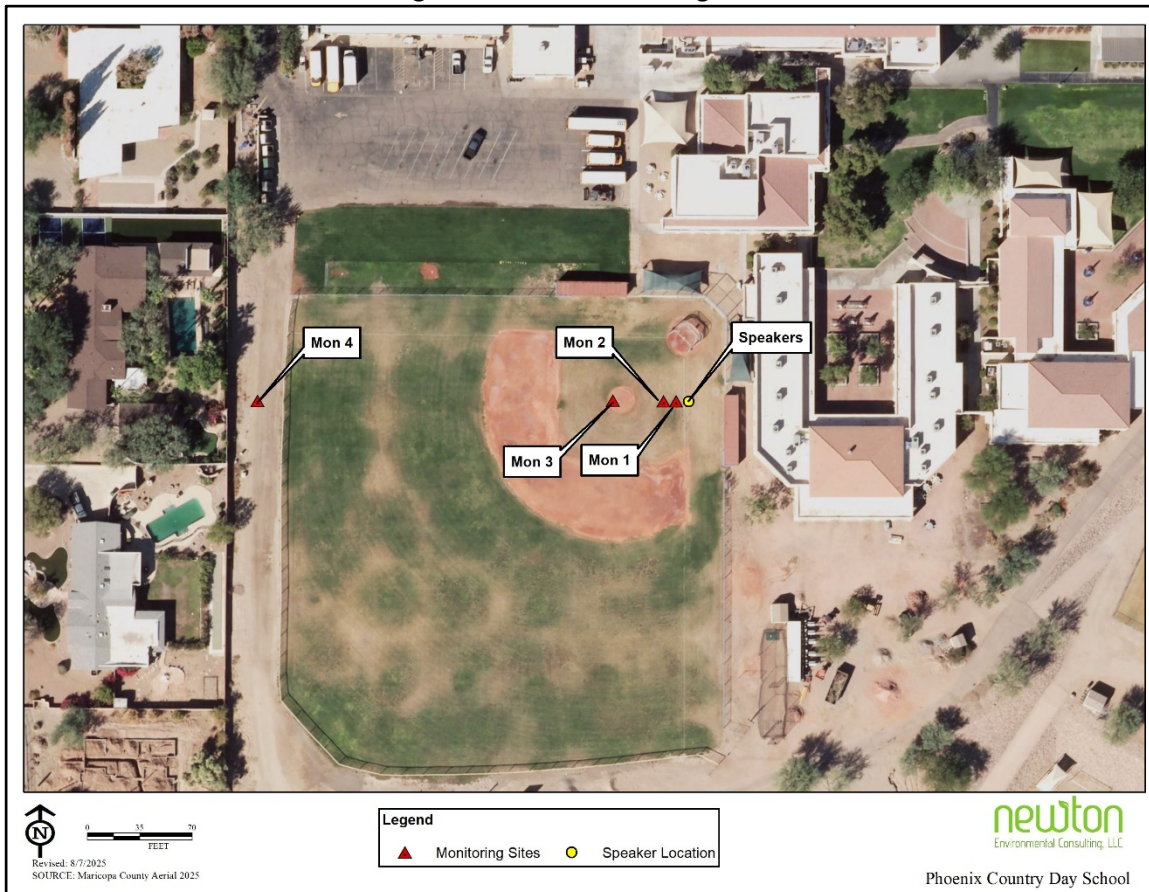 Mon 4
Mon 2
Speakers
Mon 3
Mon 1
N
0 35 70
FEET
Revised: 8/7/2025
SOURCE: Maricopa County Aerial 2025
Legend
Monitoring Sites
Speaker Location
newton
Environmental Consulting, LLC
Phoenix Country Day School